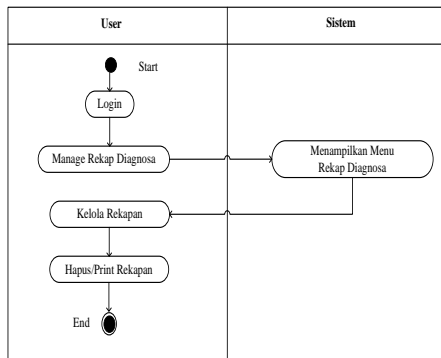 User
Sistem
Start
Login
Manage Rekap Diagnosa
Menampilkan Menu
Rekap Diagnosa
Kelola Rekapan
Hapus/Print Rekapan
End